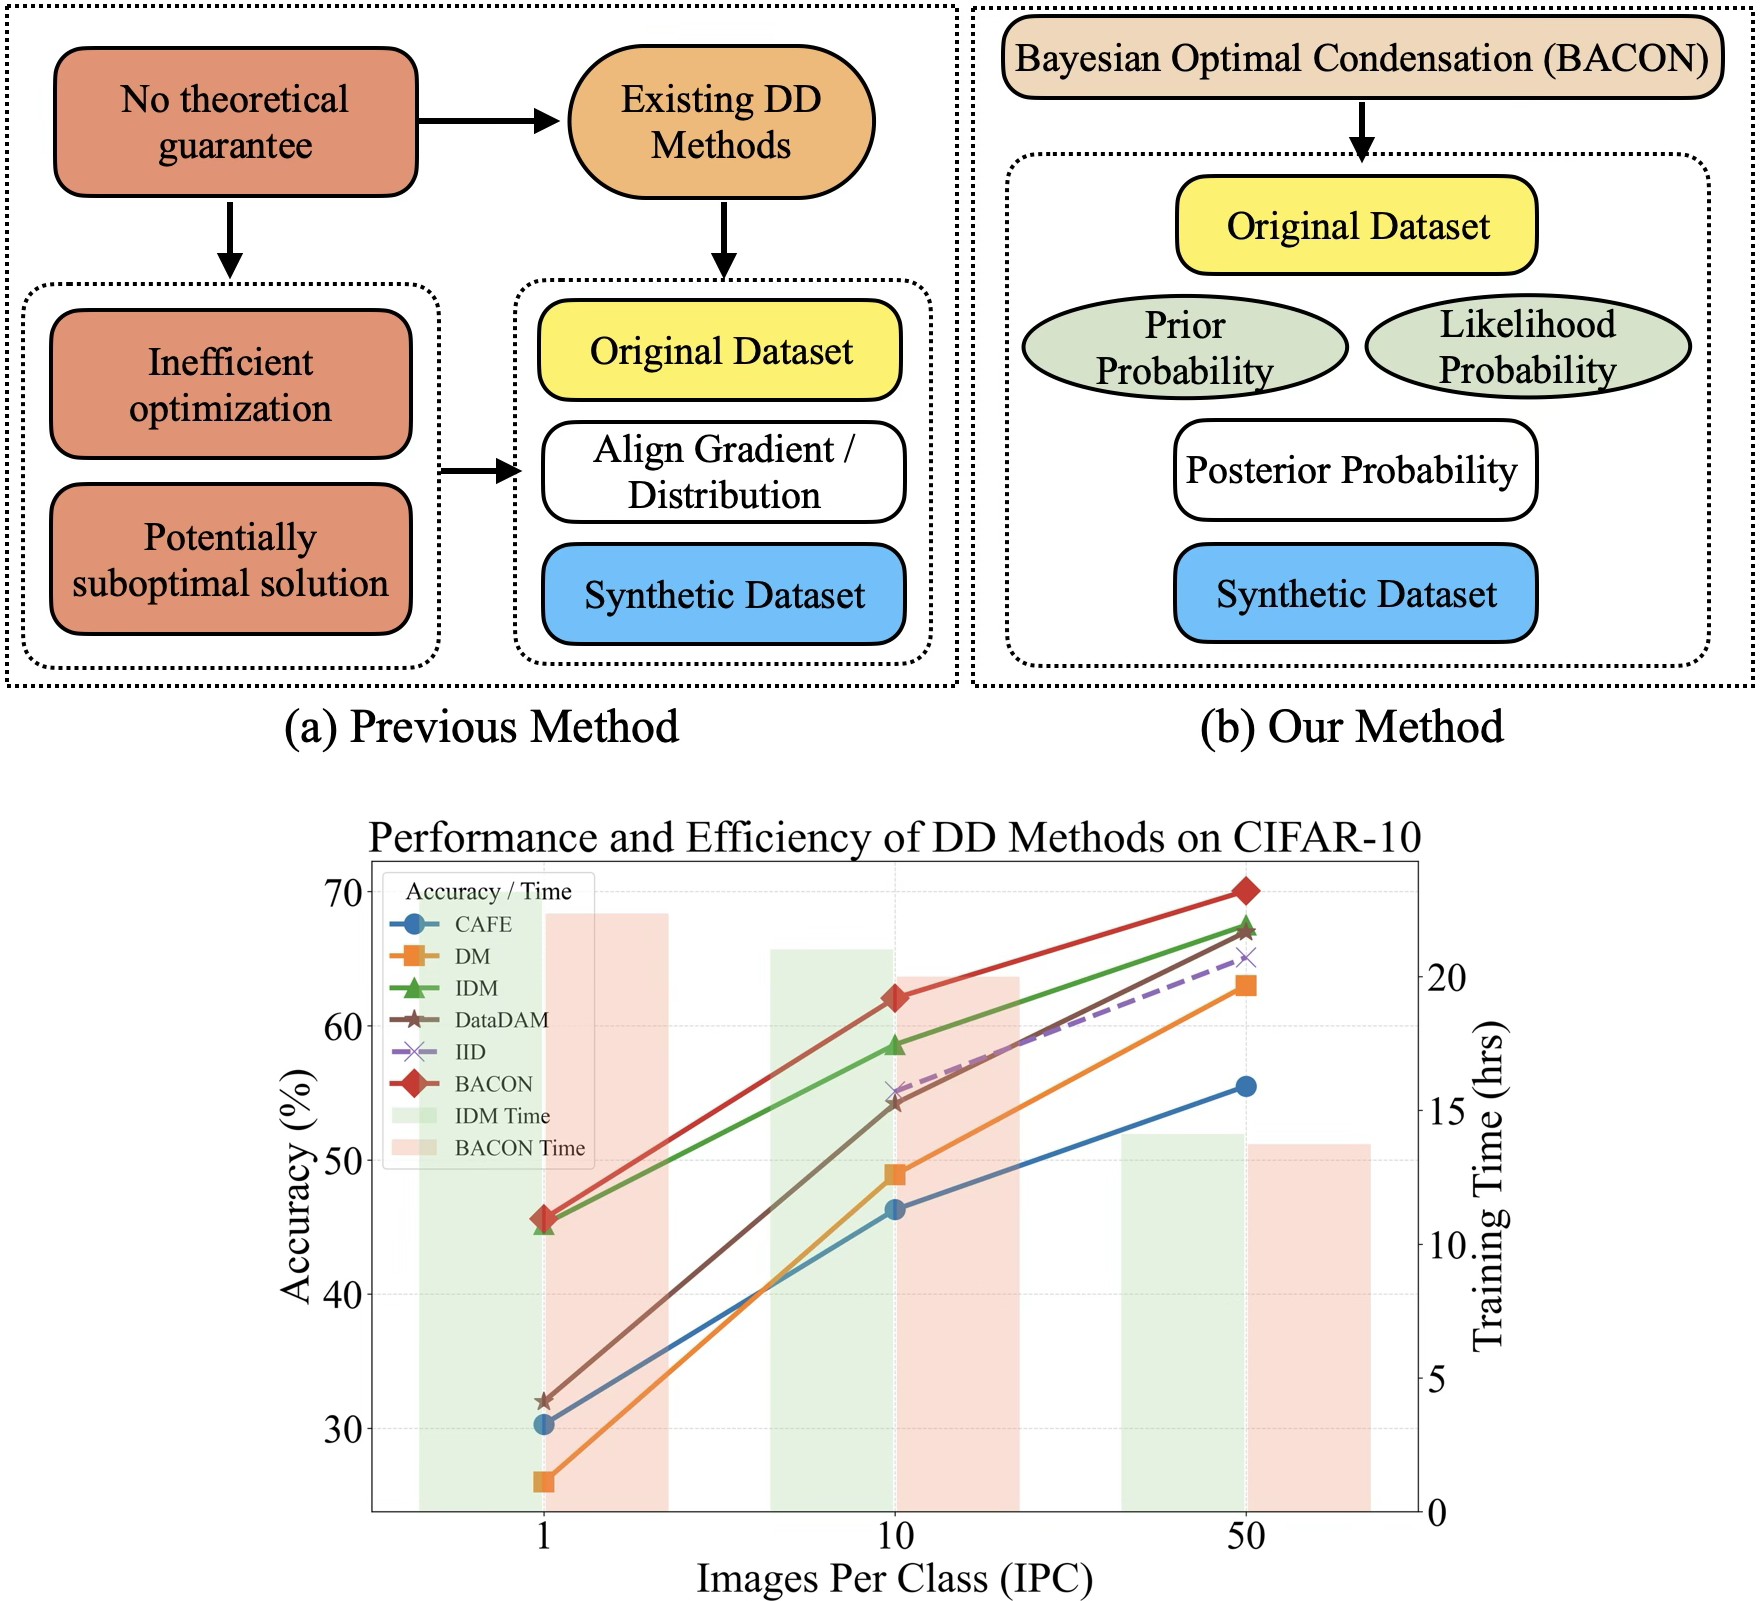 No theoretical
guarantee
Existing DD
Methods
Inefficient
optimization
Potentially
suboptimal solution
Original Dataset
Align Gradient /
Distribution
Synthetic Dataset
(a) Previous Method
Bayesian Optimal Condensation (BACON)
Original Dataset
Prior
Probability
Likelihood
Probability
Posterior Probability
Synthetic Dataset
(b) Our Method
Performance and Efficiency of DD Methods on CIFAR-10
Accuracy / Time
CAFE
DM
IDM
DataDAM
IID
BACON
IDM Time
BACON Time
Accuracy (%)
70
60
50
40
30
20
15
10
5
0
Training Time (hrs)
1
10
50
Images Per Class (IPC)